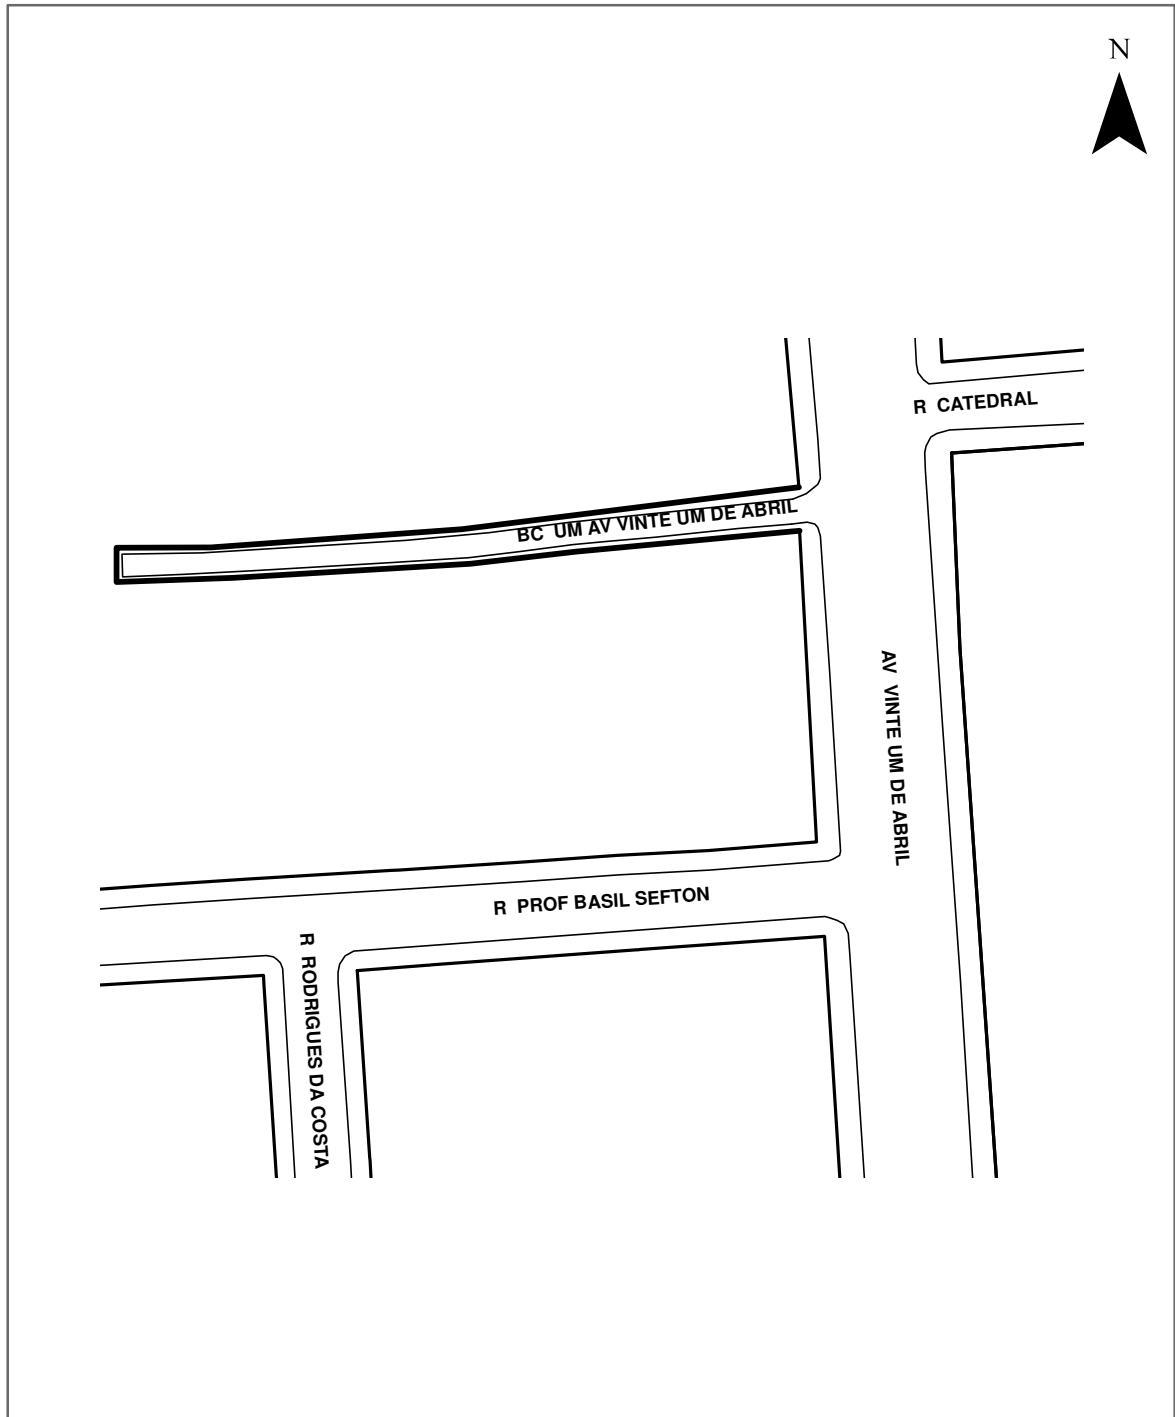 N
R CATEDRAL
BC UM AV VINTE UM DE ABRIL
AV VINTE UM DE ABRIL
R PROF BASIL SEFTON
R RODRIGUES DA COSTA